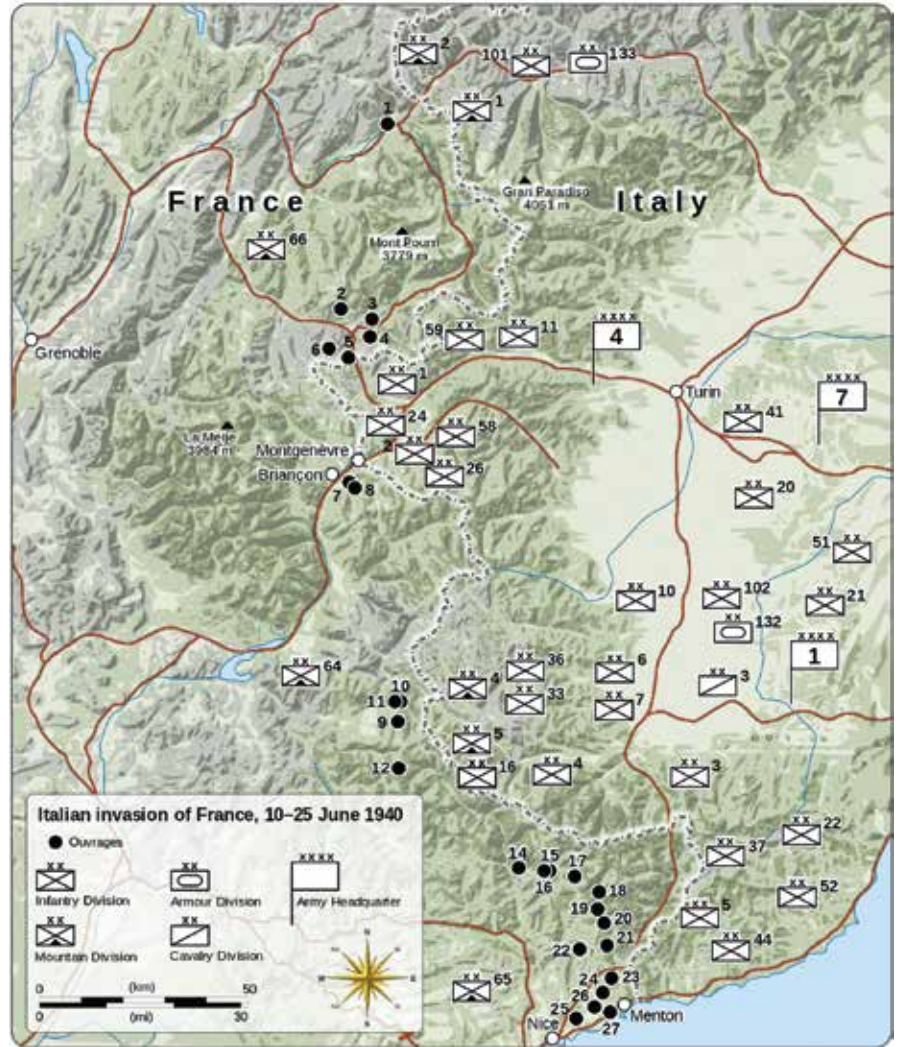 x x
2
x x
101
x x
133
x x
1
1
France
Italy
Gran Paradiso
4061 m
x x
66
Mont Pourri
3779 m
2
3
4
5
6
Grenoble
x x
59
x x
11
x x x x
4
x x
1
Turin
x x x x
7
x x
24
x x
41
La Meije
3984 m
Montgenèvre
x x
2
x x
58
Briançon
x x
26
7
8
x x
20
x x
51
x x
10
x x
102
x x
21
x x
132
x x x x
1
x x
64
x x
4
x x
36
x x
6
x x
3
10
11
9
x x
33
x x
7
x x
5
12
x x
16
x x
4
x x
3
Italian invasion of France, 10–25 June 1940
Ouvrages
x x
Infantry Division
x x
Armour Division
x x x x
Army Headquarter
x x
Mountain Division
x x
Cavalry Division
0 (km) 50
0 (mi) 30
N
W
E
S
x x
22
x x
37
14
15
16
17
18
19
20
21
22
x x
52
x x
5
x x
44
x x
65
23
24
26
25
27
Nice
Menton